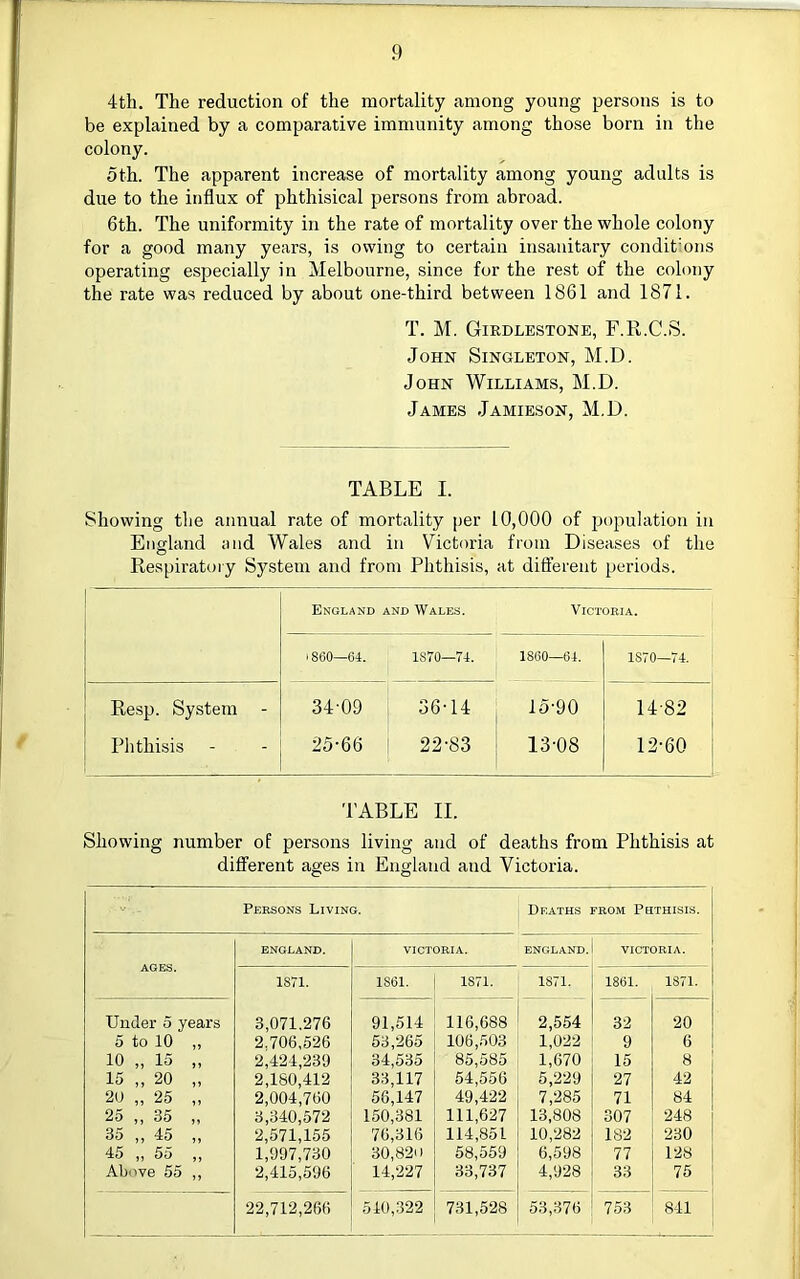 9
4th. The reduction of the mortality among young persons is to
be explained by a comparative immunity among those born in the
colony.
5th. The apparent increase of mortality among young adults is
due to the influx of phthisical persons from abroad.
6th. The uniformity in the rate of mortality over the whole colony
for a good many years, is owing to certain insanitary conditions
operating especially in Melbourne, since for the rest of the colony
the rate was reduced by about one-third between 1861 and 1871.
T. M. GIRDLESTONE, F.R.C.S.
JOHN SINGLETON, M.D.
JOHN WILLIAMS, M.D.
JAMES JAMIESON, M.D.
TABLE I.
Showing the annual rate of mortality per 10,000 of population in
England and Wales and in Victoria from Diseases of the
Respiratory System and from Phthisis, at different periods.
ENGLAND AND WALES. VICTORIA.
1860—64. 1870—74. 1860—64. 1870—74.
Resp. System - 34·09 36·14 15·90 14·82
Phthisis - - 25·66 22·83 13·08 12·60
TABLE II.
Showing number of persons living and of deaths from Phthisis at
different ages in England and Victoria.
PERSONS LIVING. DEATHS FROM PHTHISIS.
AGES. ENGLAND. VICTORIA. ENGLAND. VICTORIA.
1871. 1861. 1871. 1871. 1861. 1871.
Under 5 years 3,071.276 91,514 116,688 2,554 32 20
5 to 10 „ 2,706,526 53,265 106,503 1,022 9 6
10 „ 15 „ 2,424,239 34,535 85,585 1,670 15 8
15 „ 20 „ 2,180,412 33,117 54,556 5,229 27 42
20 „ 25 „ 2,004,760 56,147 49,422 7,285 71 84
25 „ 35 „ 3,340,572 150,381 111,627 13,808 307 248
35 „ 45 „ 2,571,155 76,316 114,851 10,282 182 230
45 „ 55 „ 1,997,730 30,820 58,559 6,598 77 128
Above 55 „ 2,415,596 14,227 33,737 4,928 33 75
22,712,266 540,322 731,528 53,376 753 841